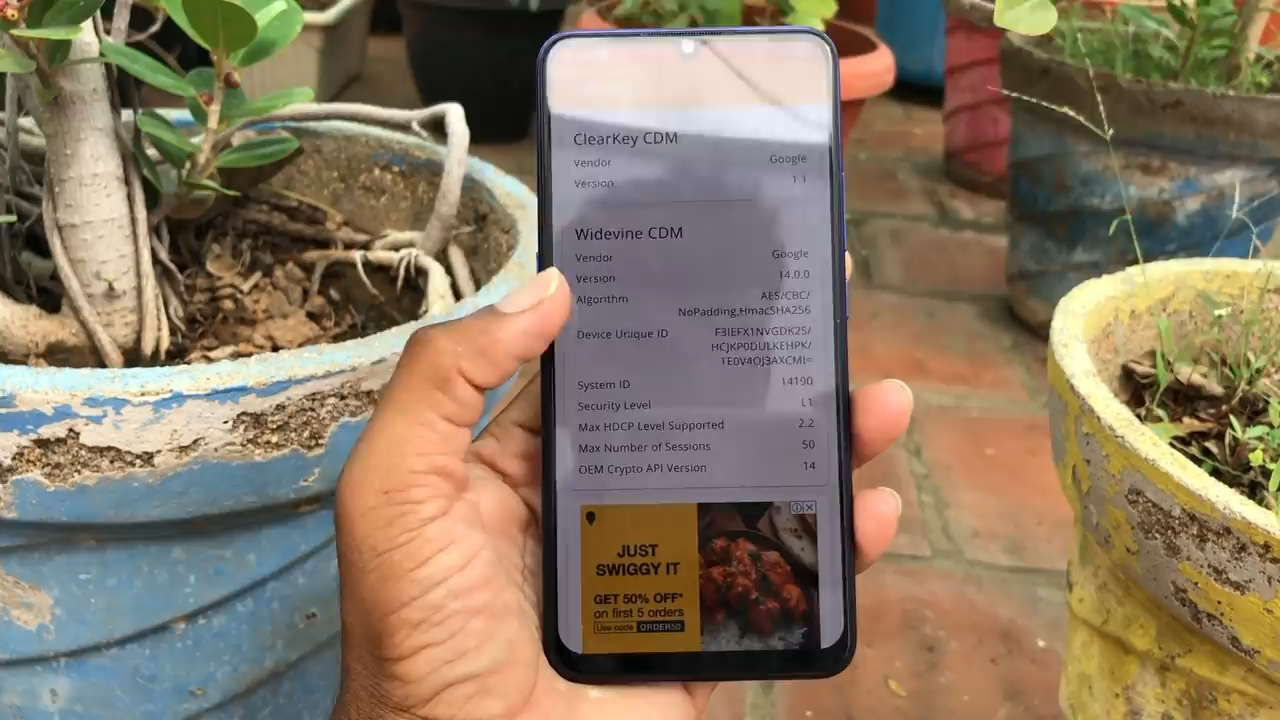 ClearKey CDM
Vendor Google
Version 1.1
Widevine CDM
Vendor Google
Version 14.0.0
Algorithm AES/CBC/
NoPadding,HmacSHA256
Device Unique ID F3IEFX1NVGDK2S/
HCJKP0DULKEHPK/
TE0V4OJ3AXCMI=
System ID 14190
Security Level L1
Max HDCP Level Supported 2.2
Max Number of Sessions 50
OEM Crypto API Version 14
JUST
SWIGGY IT
GET 50% OFF*
on first 5 orders
Use code ORDER50